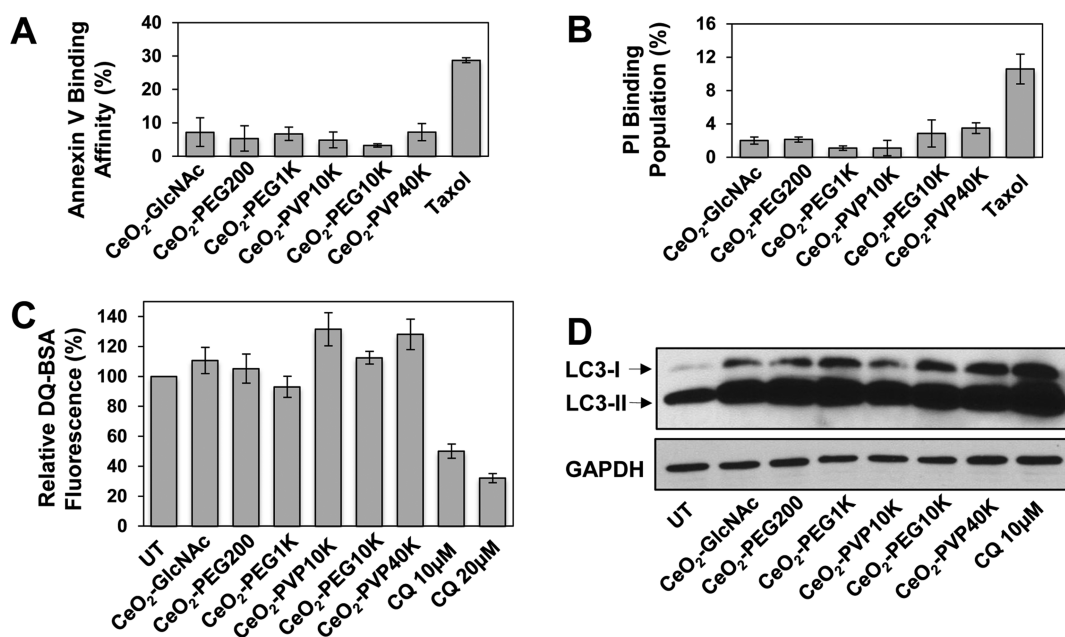 A
Annexin V Binding
Affinity (%)
40
30
20
10
0
CeO₂-GlcNAc
CeO₂-PEG200
CeO₂-PEG1K
CeO₂-PVP10K
CeO₂-PEG10K
CeO₂-PVP40K
Taxol
B
PI Binding
Population (%)
16
12
8
4
0
CeO₂-GlcNAc
CeO₂-PEG200
CeO₂-PEG1K
CeO₂-PVP10K
CeO₂-PEG10K
CeO₂-PVP40K
Taxol
C
Relative DQ-BSA
Fluorescence (%)
140
120
100
80
60
40
20
0
UT
CeO₂-GlcNAc
CeO₂-PEG200
CeO₂-PEG1K
CeO₂-PVP10K
CeO₂-PEG10K
CeO₂-PVP40K
CQ 10µM
CQ 20µM
D
LC3-I
LC3-II
GAPDH
UT
CeO₂-GlcNAc
CeO₂-PEG200
CeO₂-PEG1K
CeO₂-PVP10K
CeO₂-PEG10K
CeO₂-PVP40K
CQ 10µM